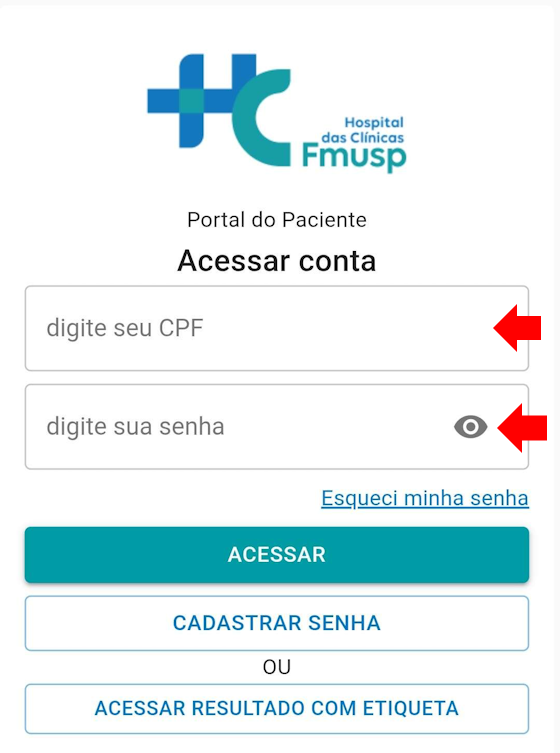 HC
Hospital
das Clínicas
Fmusp
Portal do Paciente
Acessar conta
digite seu CPF
digite sua senha
Esqueci minha senha
ACESSAR
CADASTRAR SENHA
OU
ACESSAR RESULTADO COM ETIQUETA